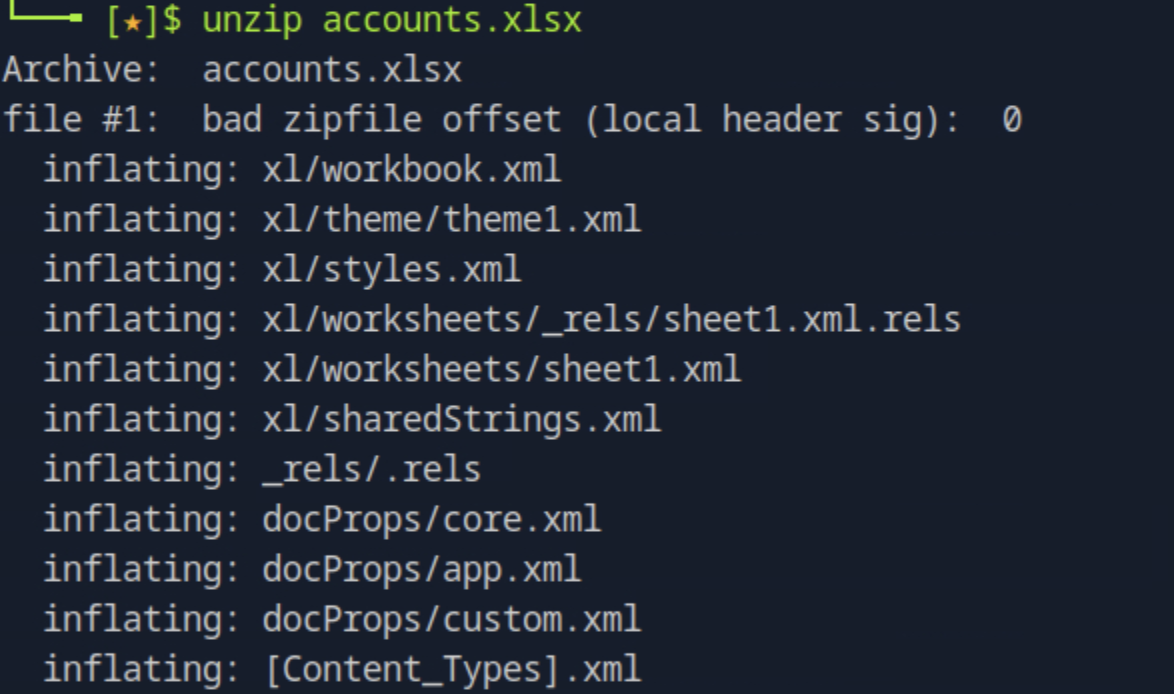 └──╼ [★]$ unzip accounts.xlsx
Archive:  accounts.xlsx
file #1:  bad zipfile offset (local header sig):  0
  inflating: xl/workbook.xml
  inflating: xl/theme/theme1.xml
  inflating: xl/styles.xml
  inflating: xl/worksheets/_rels/sheet1.xml.rels
  inflating: xl/worksheets/sheet1.xml
  inflating: xl/sharedStrings.xml
  inflating: _rels/.rels
  inflating: docProps/core.xml
  inflating: docProps/app.xml
  inflating: docProps/custom.xml
  inflating: [Content_Types].xml